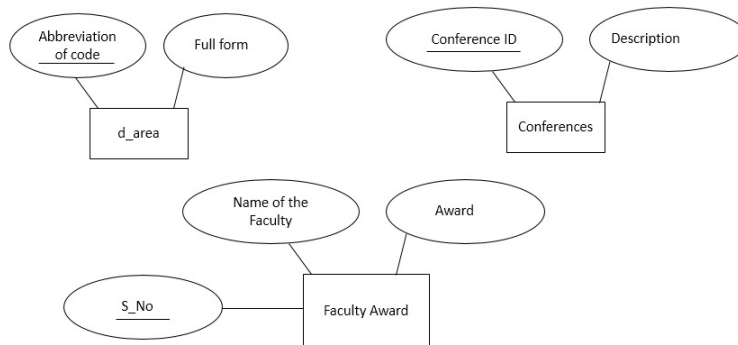 Abbreviation
of code
Full form
d_area
Conference ID
Description
Conferences
Name of the
Faculty
Award
S_No
Faculty Award